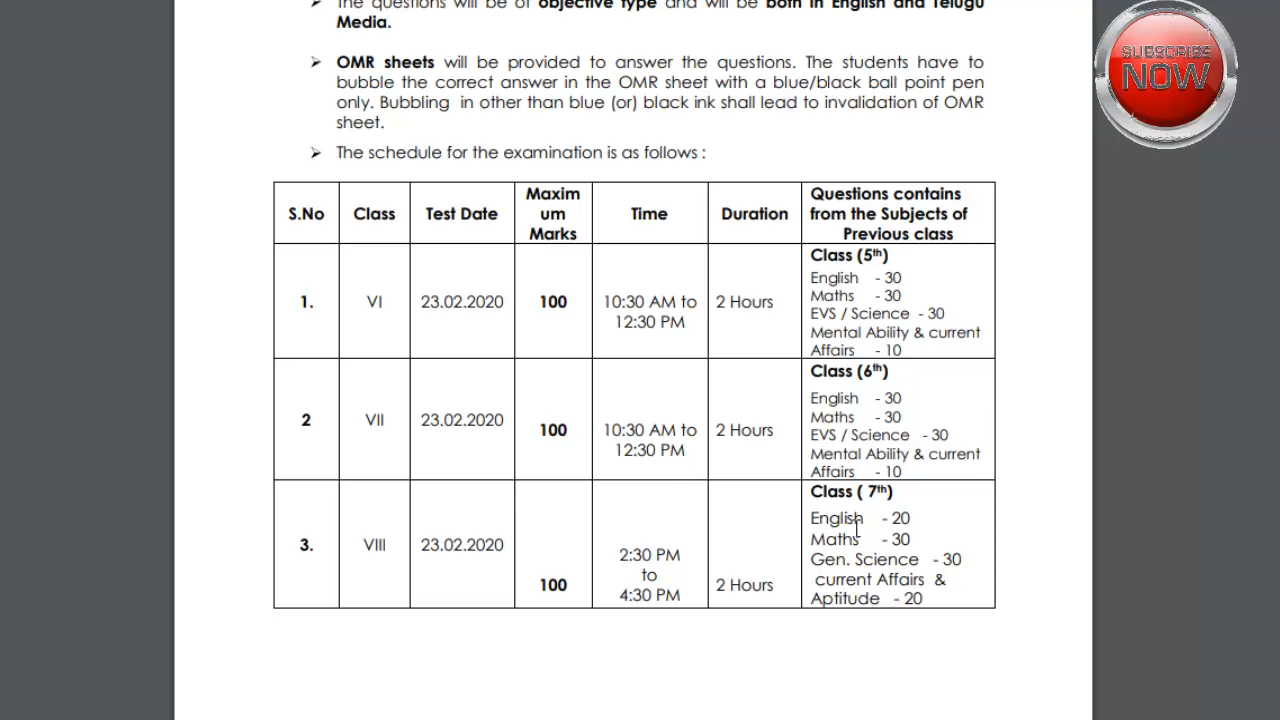 ➢ The questions will be of objective type and will be both in English and Telugu
Media.
➢ OMR sheets will be provided to answer the questions. The students have to
bubble the correct answer in the OMR sheet with a blue/black ball point pen
only. Bubbling in other than blue (or) black ink shall lead to invalidation of OMR
sheet.
➢ The schedule for the examination is as follows :
S.No Class Test Date Maxim um Marks Time Duration Questions contains from the Subjects of Previous class
1. VI 23.02.2020 100 10:30 AM to 12:30 PM 2 Hours
Class (5th)
English - 30
Maths - 30
EVS / Science - 30
Mental Ability & current
Affairs - 10
2 VII 23.02.2020 100 10:30 AM to 12:30 PM 2 Hours
Class (6th)
English - 30
Maths - 30
EVS / Science - 30
Mental Ability & current
Affairs - 10
3. VIII 23.02.2020 100 2:30 PM to 4:30 PM 2 Hours
Class ( 7th)
English - 20
Maths - 30
Gen. Science - 30
current Affairs &
Aptitude - 20
SUBSCRIBE
NOW